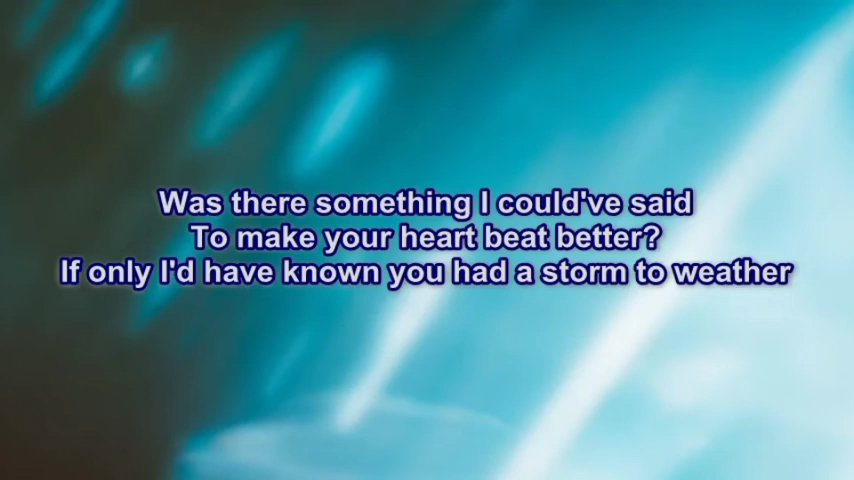 Was there something I could've said
To make your heart beat better?
If only I'd have known you had a storm to weather